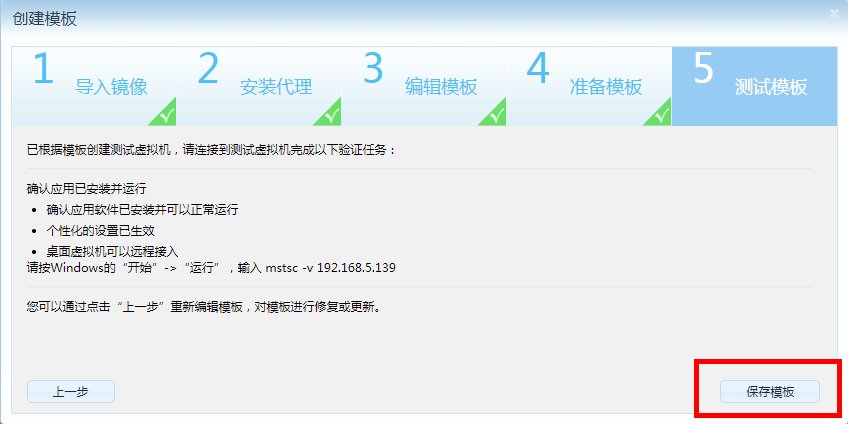 创建模板
1 导入镜像 2 安装代理 3 编辑模板 4 准备模板 5 测试模板
已根据模板创建测试虚拟机，请连接到测试虚拟机完成以下验证任务：
确认应用已安装并运行
• 确认应用软件已安装并可以正常运行
• 个性化的设置已生效
• 桌面虚拟机可以远程接入
请按Windows的“开始”->“运行”，输入 mstsc -v 192.168.5.139
您可以通过点击“上一步”重新编辑模板，对模板进行修复或更新。
上一步 保存模板